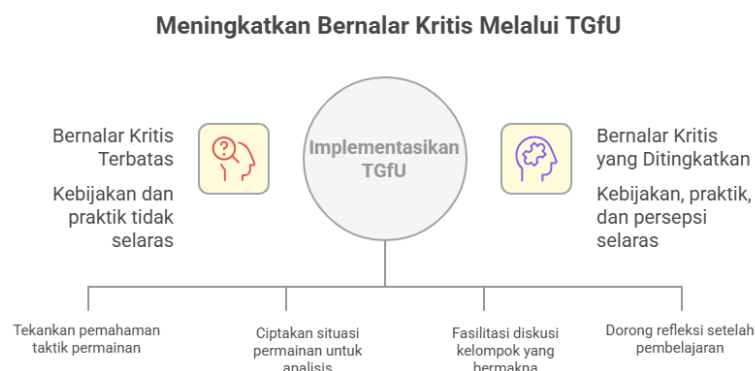 Meningkatkan Bernalar Kritis Melalui TGfU
Bernalar Kritis
Terbatas
Kebijakan dan
praktik tidak
selaras
Implementasikan
TGfU
Bernalar Kritis
yang Ditingkatkan
Kebijakan, praktik,
dan persepsi
selaras
Tekankan pemahaman
taktik permainan
Ciptakan situasi
permainan untuk
analisis
Fasilitasi diskusi
kelompok yang
bermakna
Dorong refleksi setelah
pembelajaran